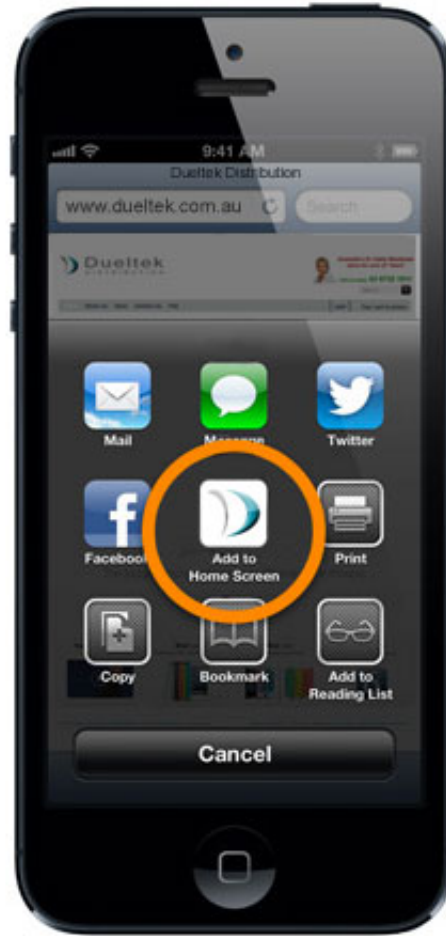 9:41 AM
Dueltek Distribution
www.dueltek.com.au
Search
Dueltek
DISTRIBUTION
Mail
Message
Twitter
Facebook
Add to
Home Screen
Print
Copy
Bookmark
Add to
Reading List
Cancel